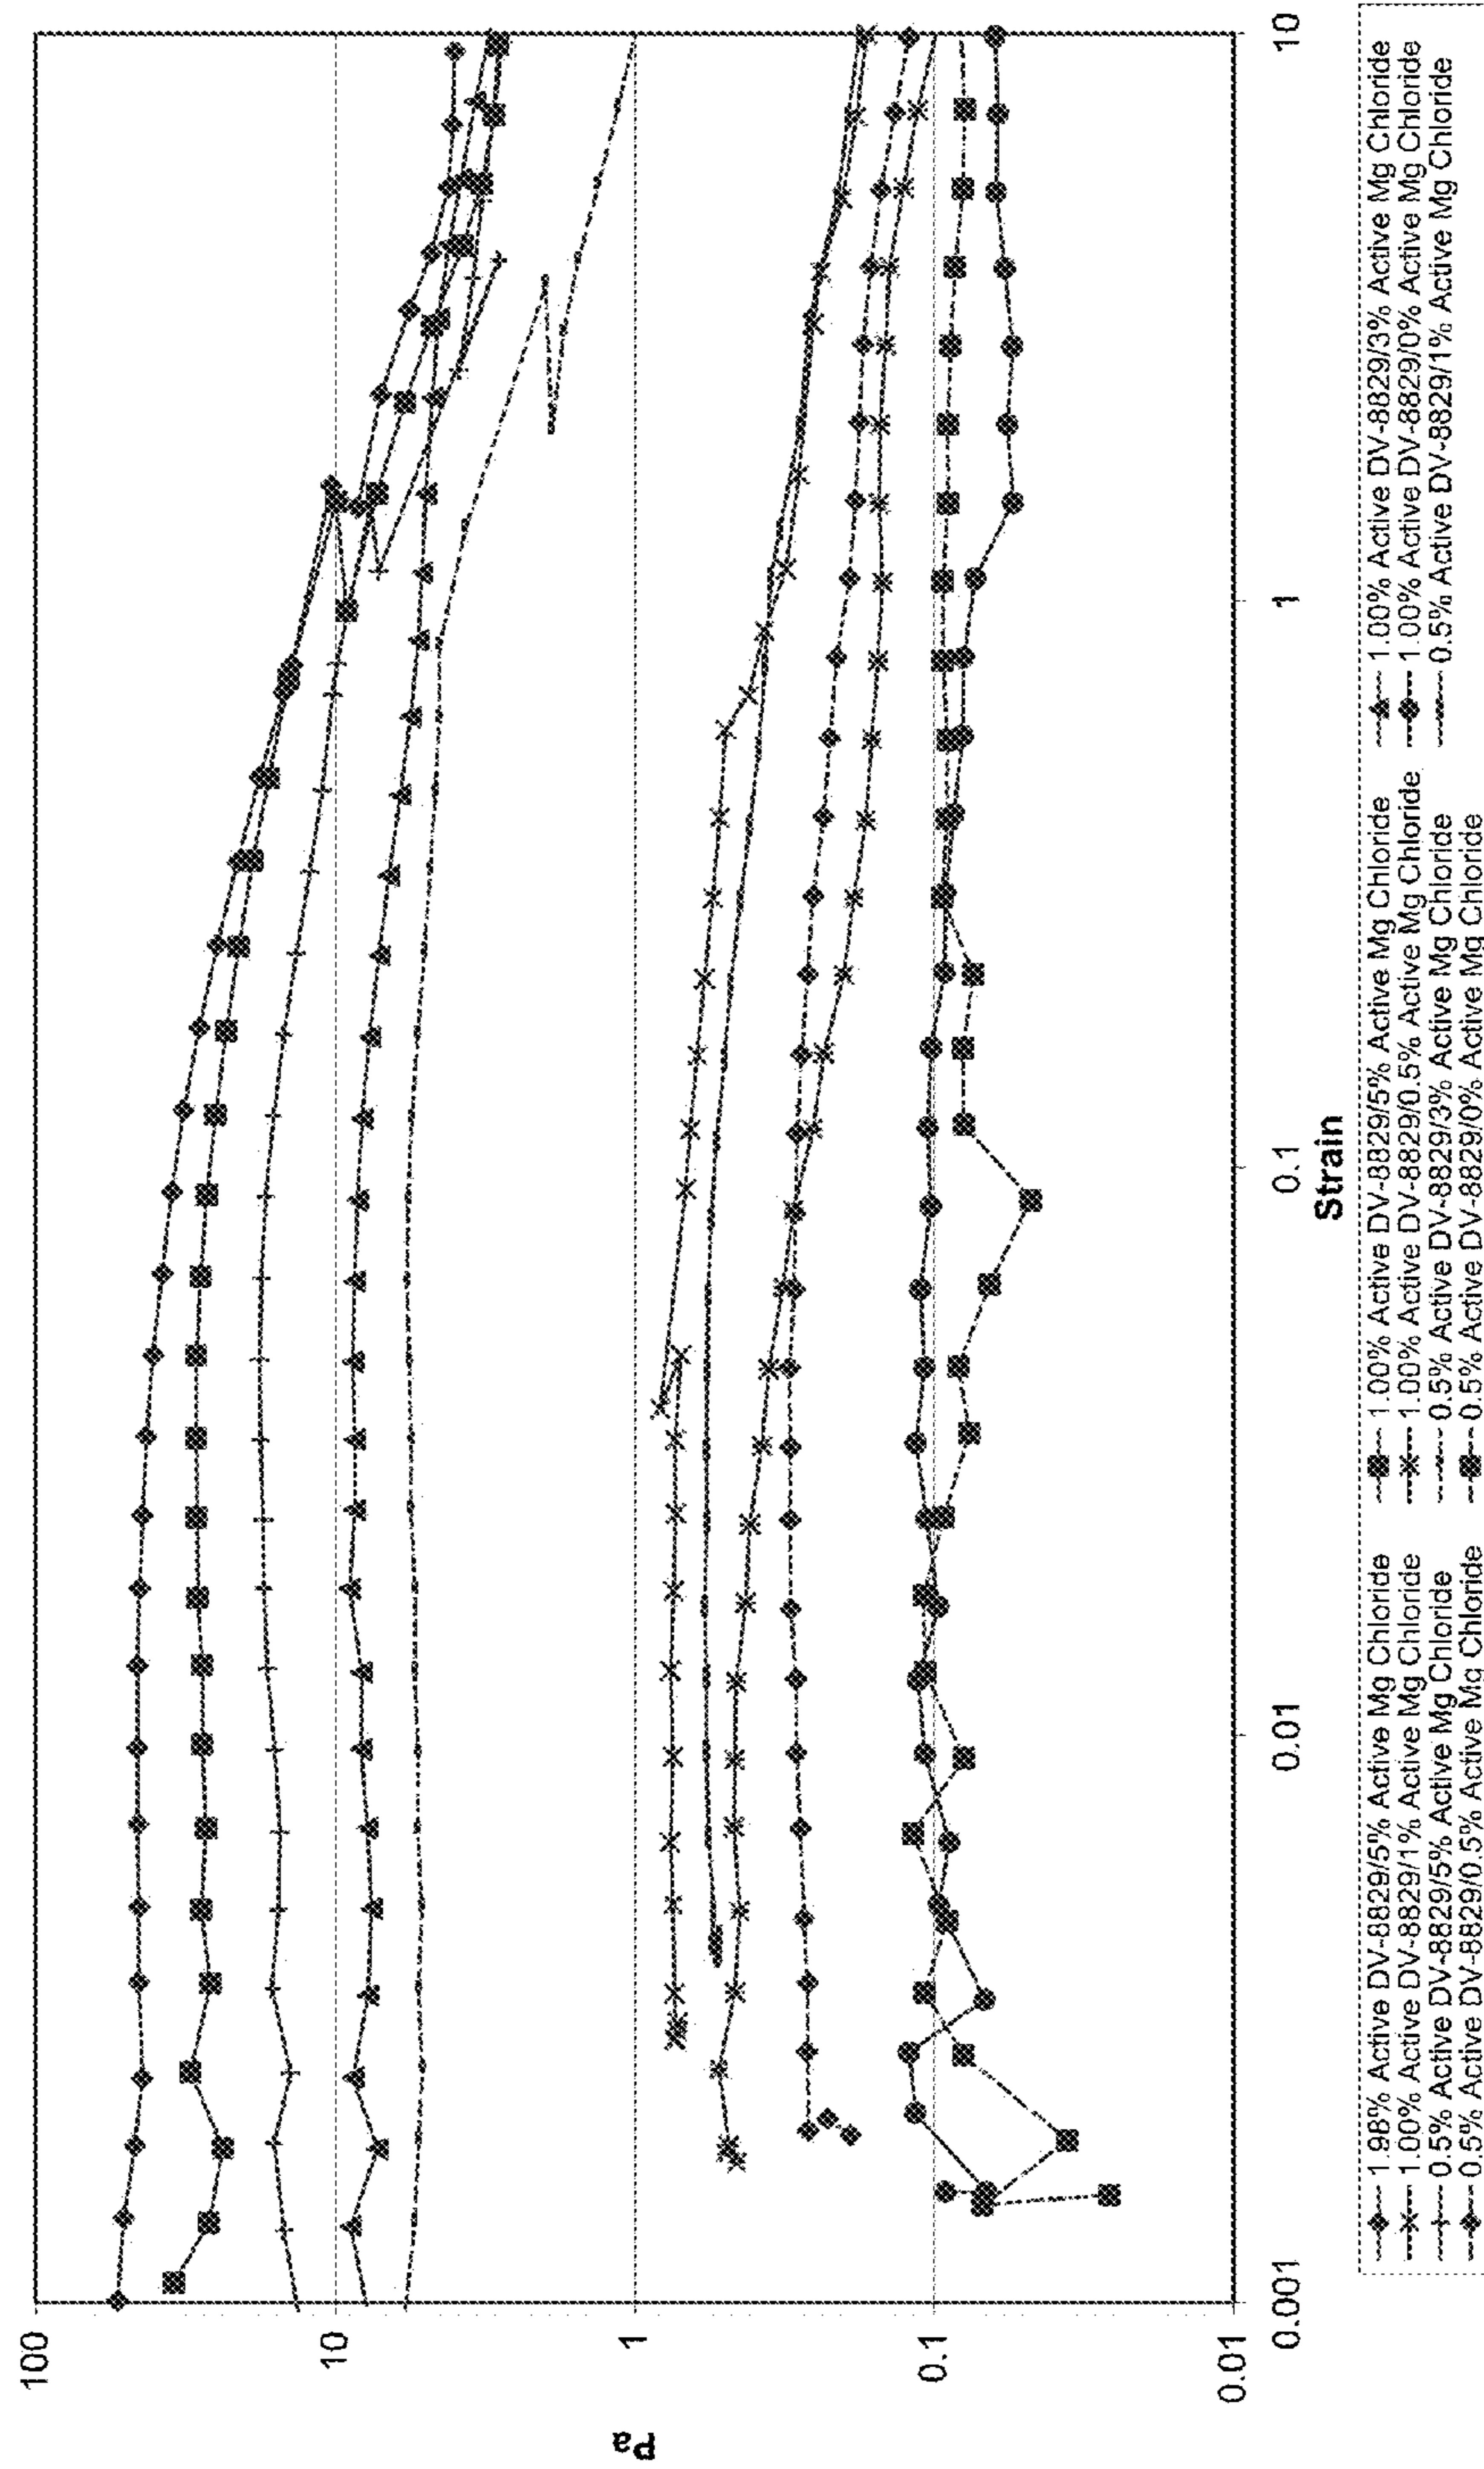 100
10
1
0.1
0.01
Pa
0.001
0.01
0.1
1
10
Strain
1.98% Active DV-8829/5% Active Mg Chloride
1.00% Active DV-8829/5% Active Mg Chloride
1.00% Active DV-8829/3% Active Mg Chloride
1.00% Active DV-8829/1% Active Mg Chloride
1.00% Active DV-8829/0.5% Active Mg Chloride
1.00% Active DV-8829/0% Active Mg Chloride
0.5% Active DV-8829/5% Active Mg Chloride
0.5% Active DV-8829/3% Active Mg Chloride
0.5% Active DV-8829/1% Active Mg Chloride
0.5% Active DV-8829/0.5% Active Mg Chloride
0.5% Active DV-8829/0% Active Mg Chloride